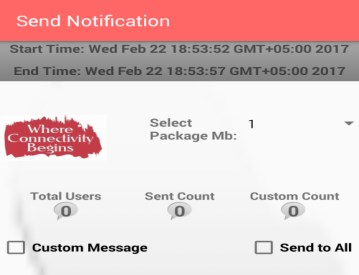 Send Notification
Start Time: Wed Feb 22 18:53:52 GMT+05:00 2017
End Time: Wed Feb 22 18:53:57 GMT+05:00 2017
Where
Connectivity
Begins
Select
Package Mb:
1
Total Users
Sent Count
Custom Count
0
0
0
Custom Message
Send to All